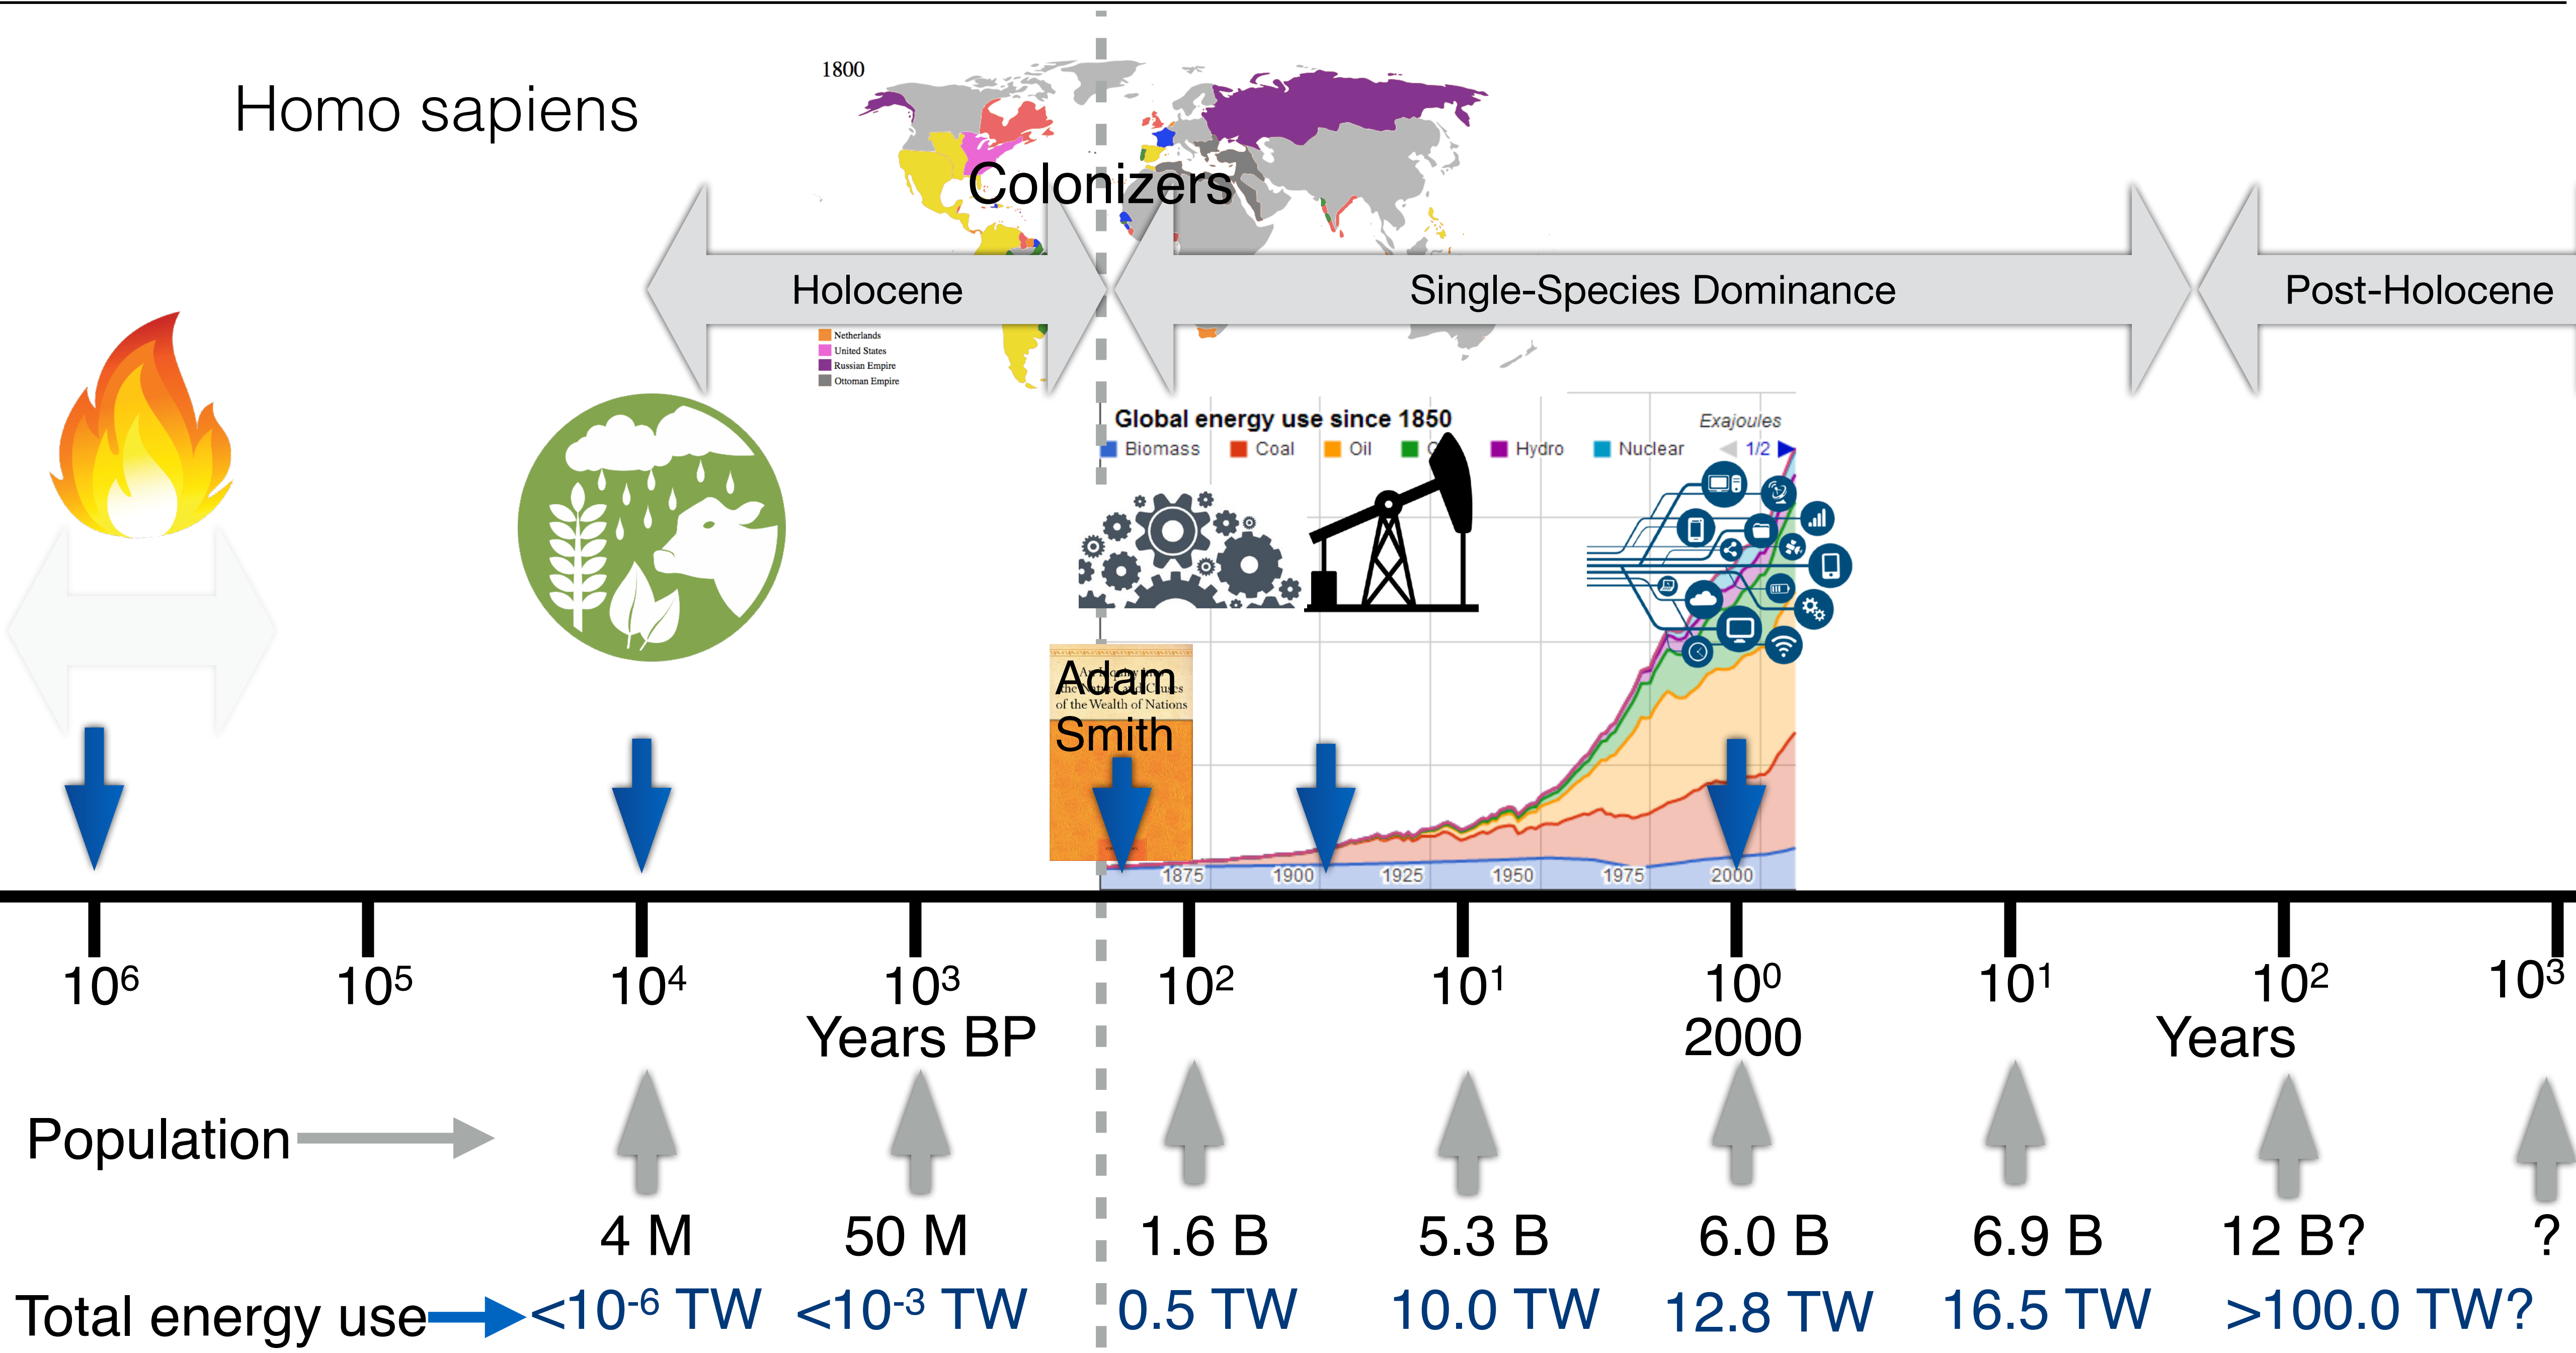 1800
Homo sapiens
Colonizers
Holocene
Single-Species Dominance
Post-Holocene
Netherlands
United States
Russian Empire
Ottoman Empire
Global energy use since 1850
Exajoules
Biomass Coal Oil Hydro Nuclear 1/2
Adam
of the Wealth of Nations
Smith
1875 1900 1925 1950 1975 2000
10⁶ 10⁵ 10⁴ 10³ 10² 10¹ 10⁰ 10¹ 10² 10³
Years BP 2000 Years
Population
4 M 50 M 1.6 B 5.3 B 6.0 B 6.9 B 12 B? ?
Total energy use <10⁻⁶ TW <10⁻³ TW 0.5 TW 10.0 TW 12.8 TW 16.5 TW >100.0 TW?